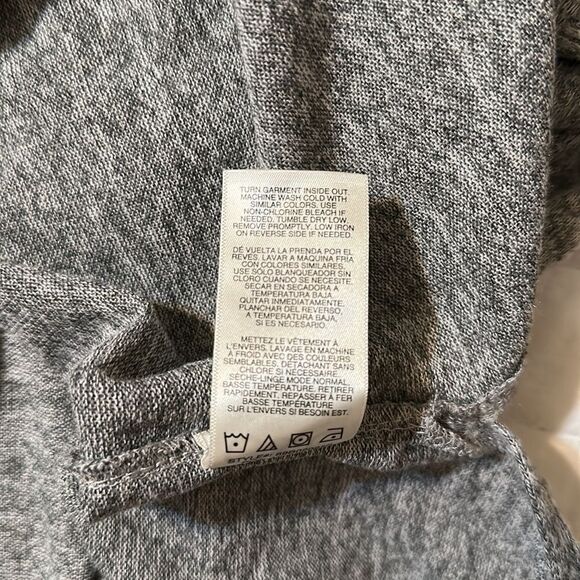 TURN GARMENT INSIDE OUT.
MACHINE WASH COLD WITH
SIMILAR COLORS. USE
NON-CHLORINE BLEACH IF
NEEDED. TUMBLE DRY LOW.
REMOVE PROMPTLY. LOW IRON
ON REVERSE SIDE IF NEEDED.
DÉ VUELTA LA PRENDA POR EL
REVÉS. LAVAR A MAQUINA FRIA
CON COLORES SIMILARES.
USE SOLO BLANQUEADOR SIN
CLORO CUANDO SE NECESITE.
SECAR EN SECADORA A
TEMPERATURA BAJA.
QUITAR INMEDIATAMENTE.
PLANCHAR DEL REVERSO,
A TEMPERATURA BAJA,
SI ES NECESARIO.
METTEZ LE VÊTEMENT À
L'ENVERS. LAVAGE EN MACHINE
À FROID AVEC DES COULEURS
SEMBLABLES. DÉTACHANT SANS
CHLORE SI NÉCESSAIRE.
SÈCHE-LINGE MODE NORMAL,
BASSE TEMPÉRATURE. RETIRER
RAPIDEMENT. REPASSER À FER
BASSE TEMPÉRATURE
SUR L'ENVERS SI BESOIN EST.